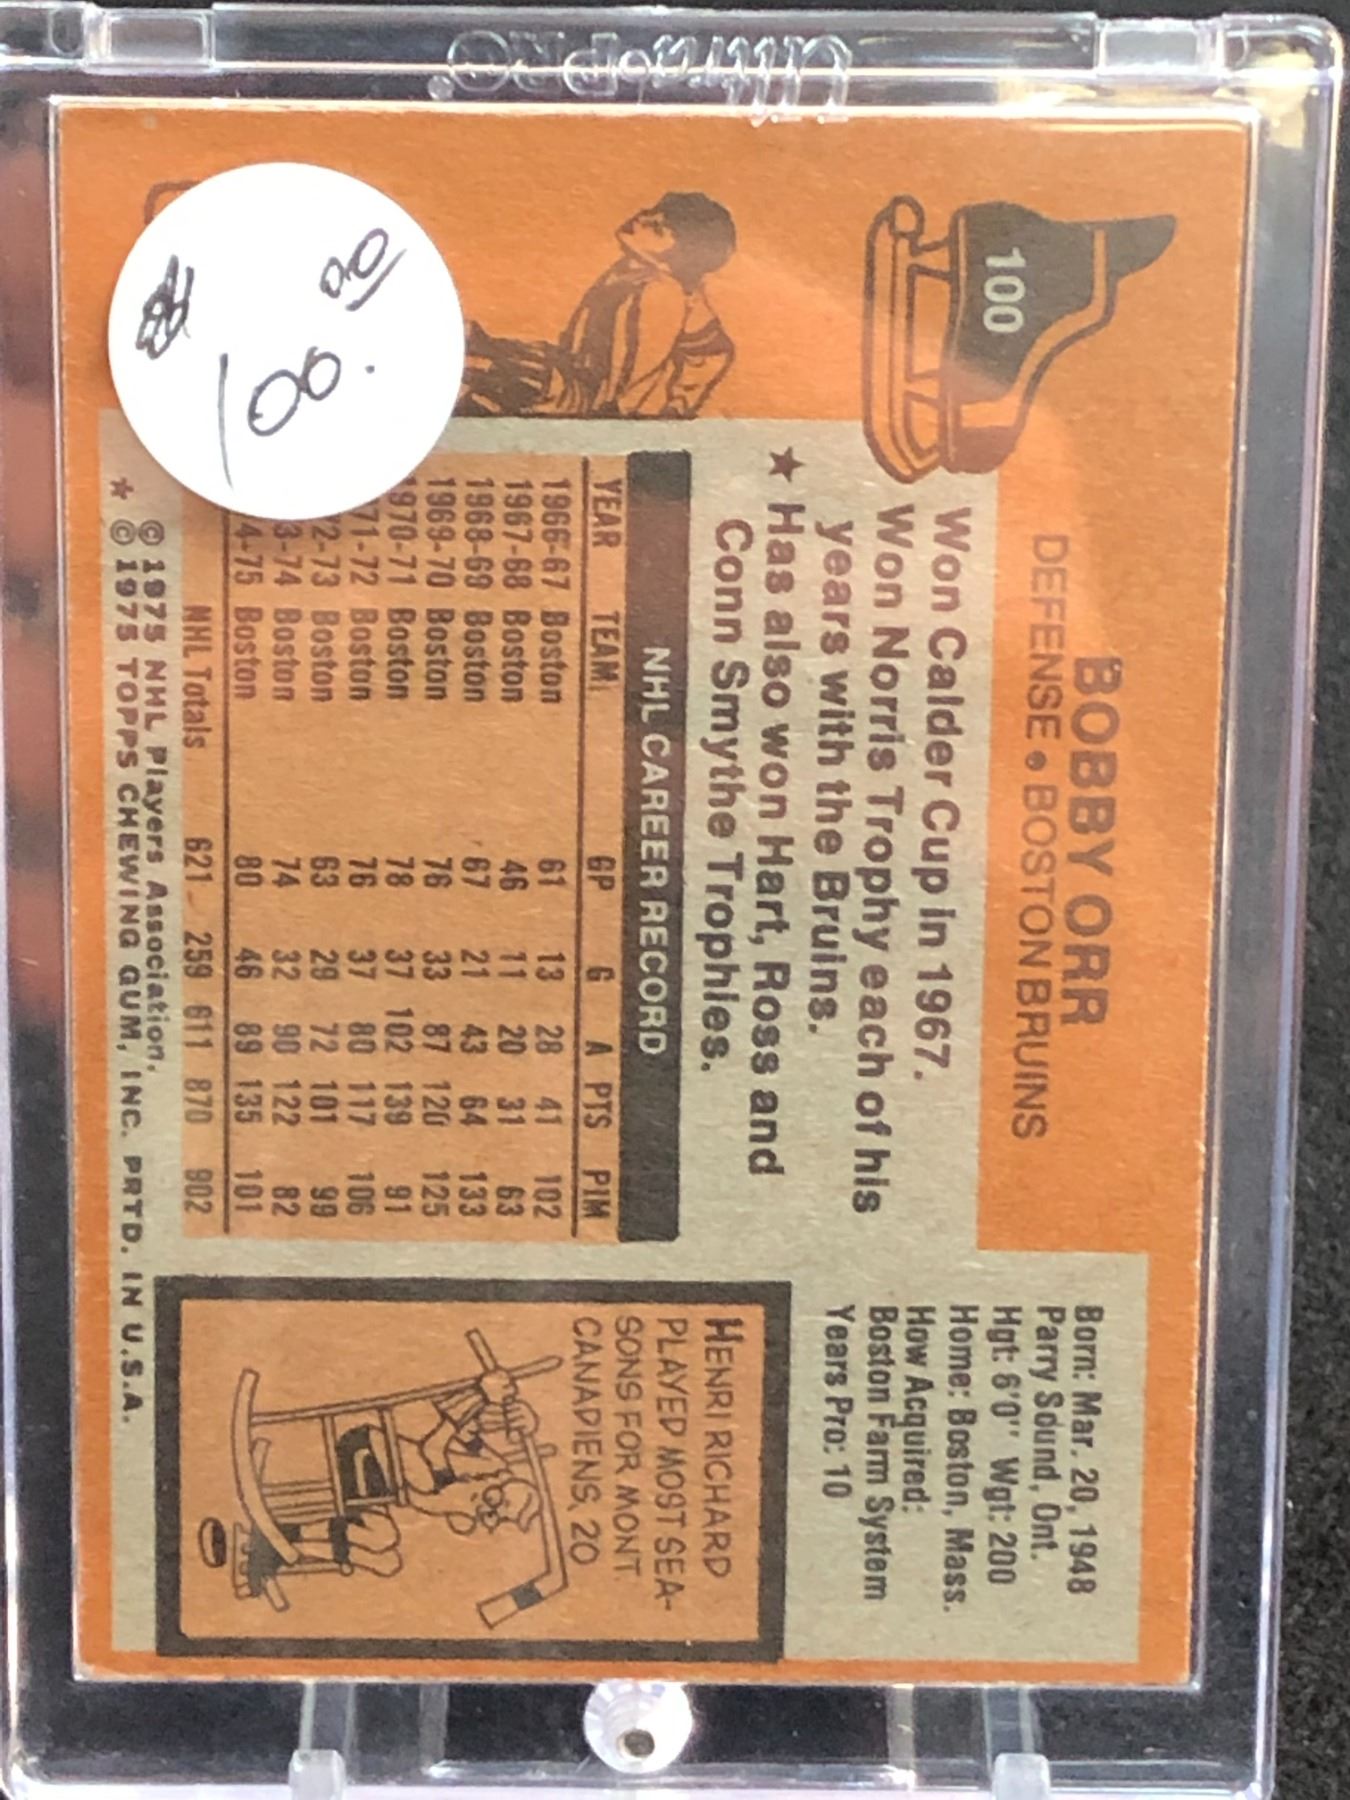 ultra PRO.
100
BOBBY ORR
DEFENSE • BOSTON BRUINS
Won Calder Cup in 1967.
Won Norris Trophy each of his
years with the Bruins.
★ Has also won Hart, Ross and
Conn Smythe Trophies.
Born: Mar. 20, 1948
Parry Sound, Ont.
Hgt: 6'0" Wgt: 200
Home: Boston, Mass.
How Acquired:
Boston Farm System
Years Pro: 10
NHL CAREER RECORD
YEAR TEAM GP G A PTS PIM
1966-67 Boston 61 13 28 41 102
1967-68 Boston 46 11 20 31 63
1968-69 Boston 67 21 43 64 133
1969-70 Boston 76 33 87 120 125
1970-71 Boston 78 37 102 139 91
71-72 Boston 76 37 80 117 106
2-73 Boston 63 29 72 101 99
3-74 Boston 74 32 90 122 82
4-75 Boston 80 46 89 135 101
NHL Totals 621 259 611 870 902
© 1975 NHL Players Association.
★ © 1975 TOPPS CHEWING GUM, INC. PRTD. IN U.S.A.
HENRI RICHARD
PLAYED MOST SEA-
SONS FOR MONT.
CANADIENS, 20
$ 100.00